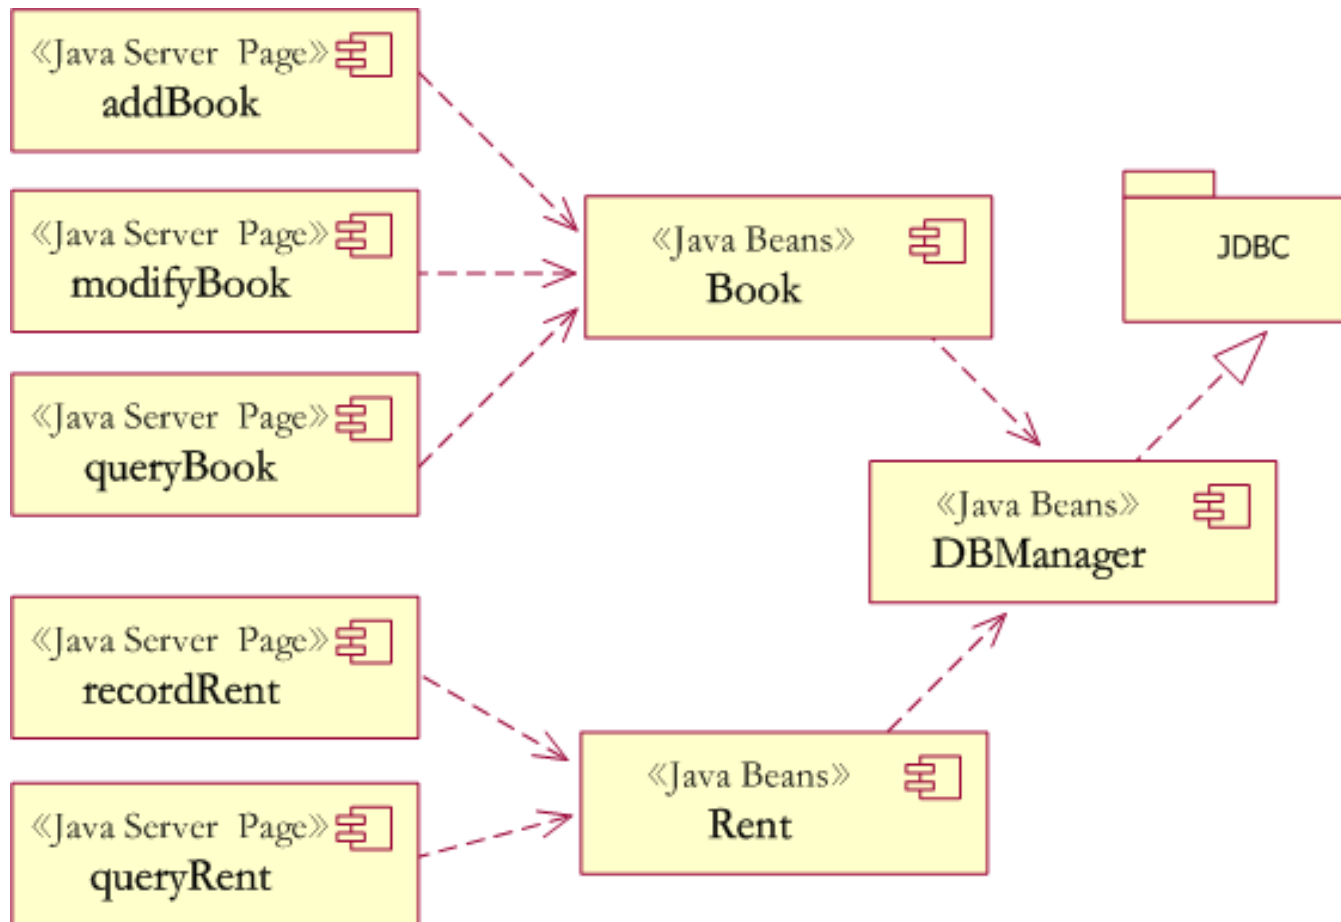 «Java Server Page»
addBook
«Java Server Page»
modifyBook
«Java Server Page»
queryBook
«Java Server Page»
recordRent
«Java Server Page»
queryRent
«Java Beans»
Book
«Java Beans»
Rent
«Java Beans»
DBManager
JDBC